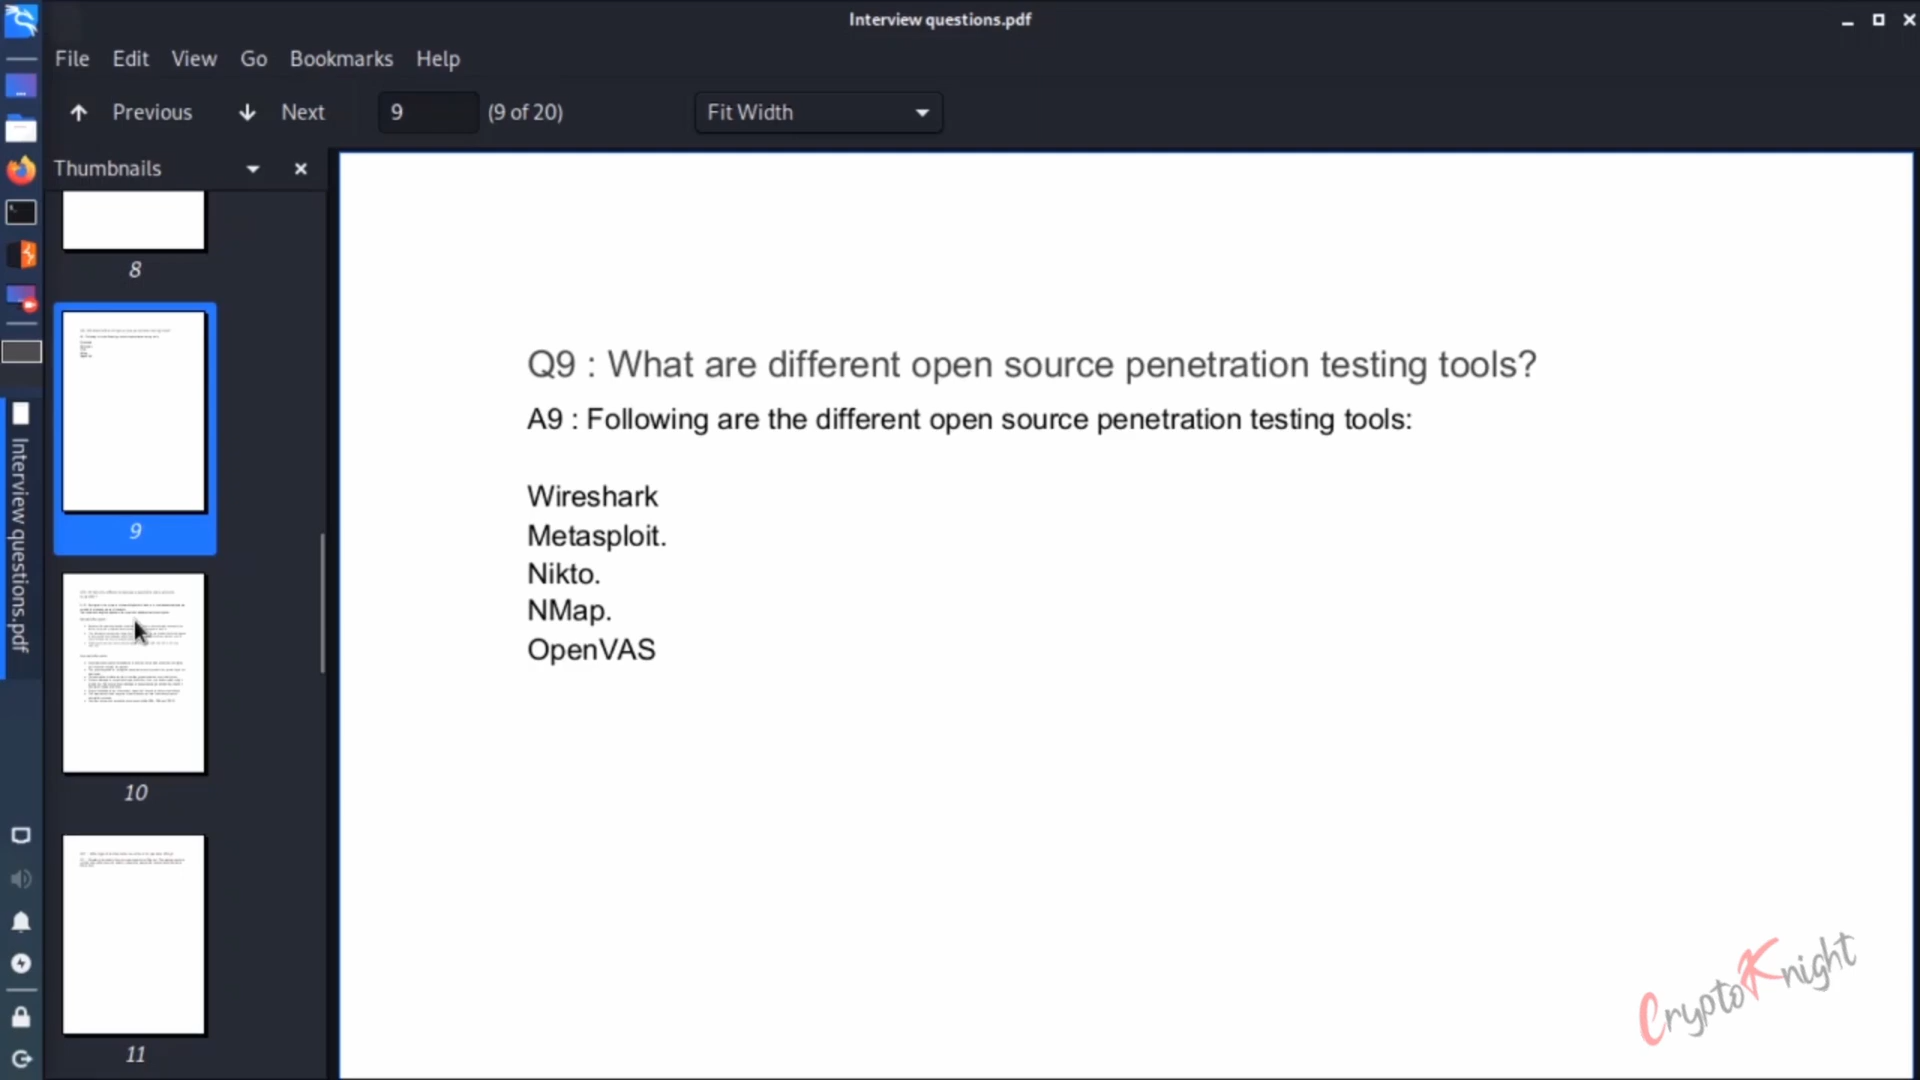 Interview questions.pdf
File Edit View Go Bookmarks Help
Previous Next 9 (9 of 20) Fit Width
Thumbnails
8
9
10
11
Interview questions.pdf
Q9 : What are different open source penetration testing tools?
A9 : Following are the different open source penetration testing tools:
Wireshark
Metasploit.
Nikto.
NMap.
OpenVAS
CryptoKnight